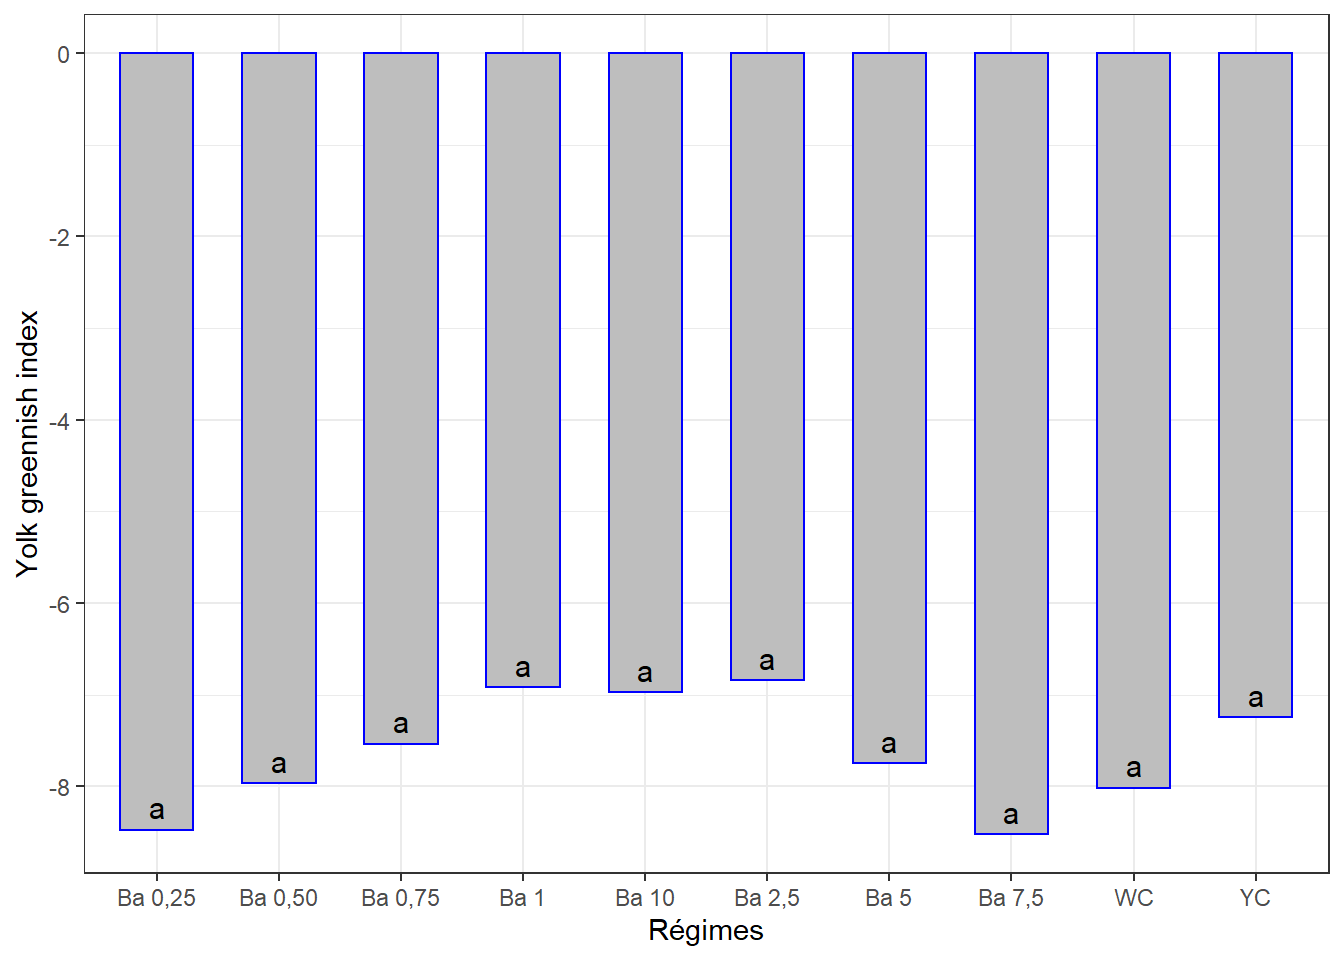 Yolk greennish index
0
-2
-4
-6
-8
a a a a a a a a a a
Ba 0,25 Ba 0,50 Ba 0,75 Ba 1 Ba 10 Ba 2,5 Ba 5 Ba 7,5 WC YC
Régimes